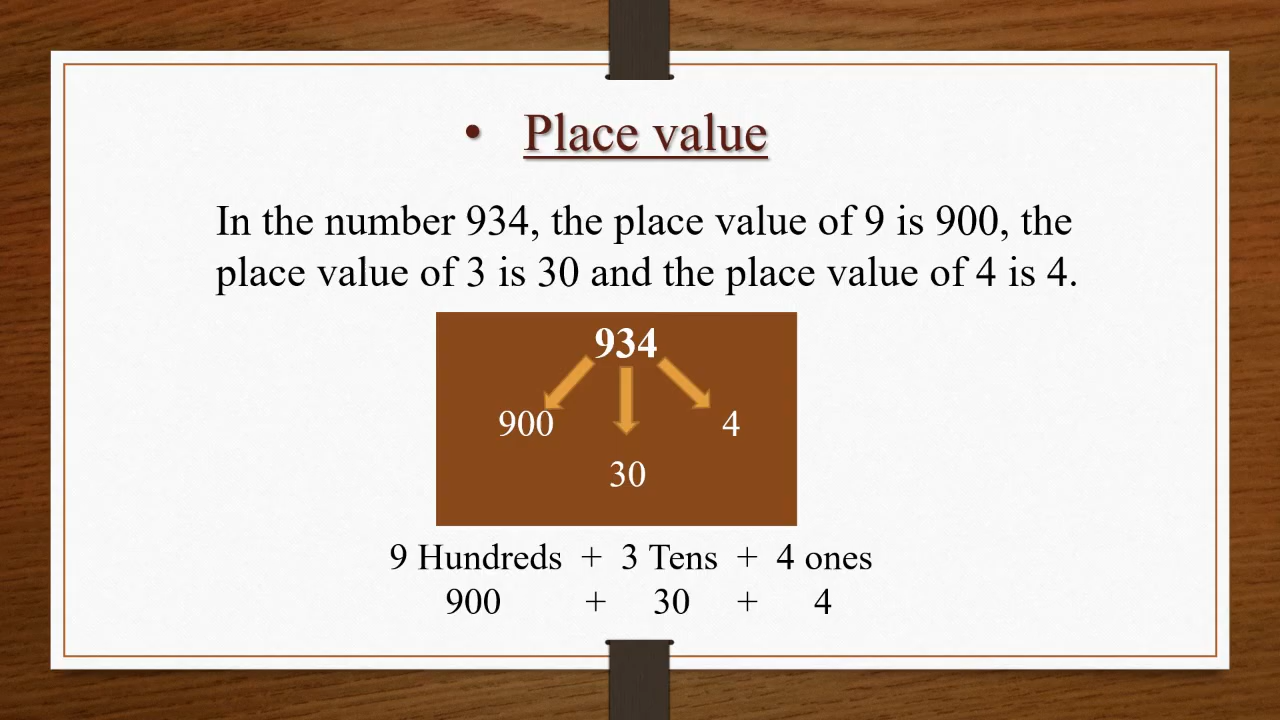 • Place value
In the number 934, the place value of 9 is 900, the
place value of 3 is 30 and the place value of 4 is 4.
934
900 4
30
9 Hundreds + 3 Tens + 4 ones
900 + 30 + 4